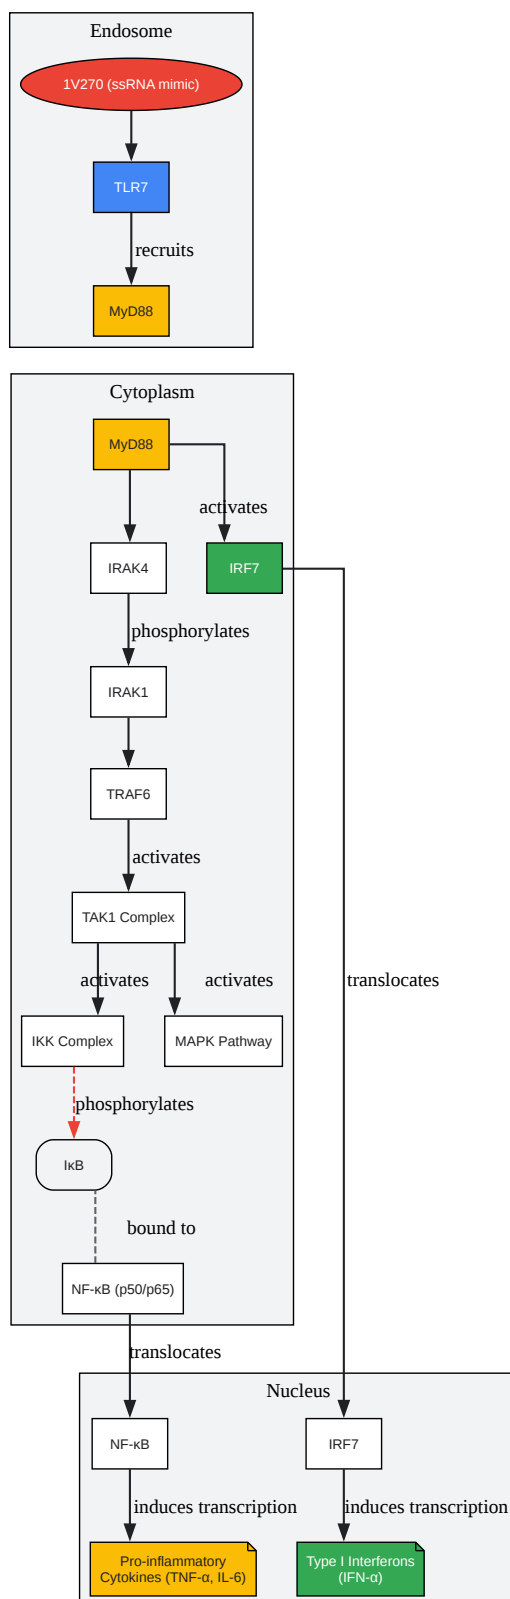 Endosome
1V270 (ssRNA mimic)
TLR7
recruits
MyD88
Cytoplasm
MyD88
activates
IRAK4
IRF7
phosphorylates
IRAK1
TRAF6
activates
TAK1 Complex
activates
activates
translocates
IKK Complex
MAPK Pathway
phosphorylates
IκB
bound to
NF-κB (p50/p65)
translocates
Nucleus
NF-κB
IRF7
induces transcription
induces transcription
Pro-inflammatory
Cytokines (TNF-α, IL-6)
Type I Interferons
(IFN-α)